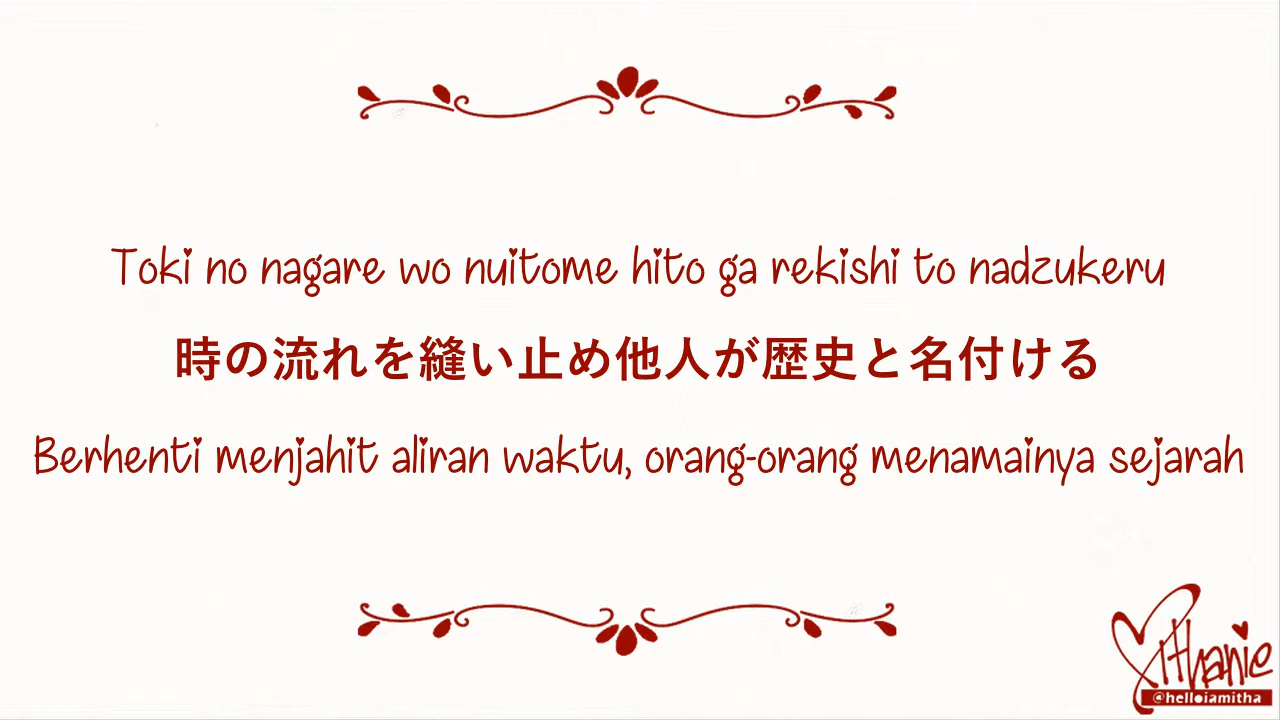 Toki no nagare wo nuitome hito ga rekishi to nadzukeru
時の流れを縫い止め他人が歴史と名付ける
Berhenti menjahit aliran waktu, orang-orang menamainya sejarah
Mithanie
@helloiamitha